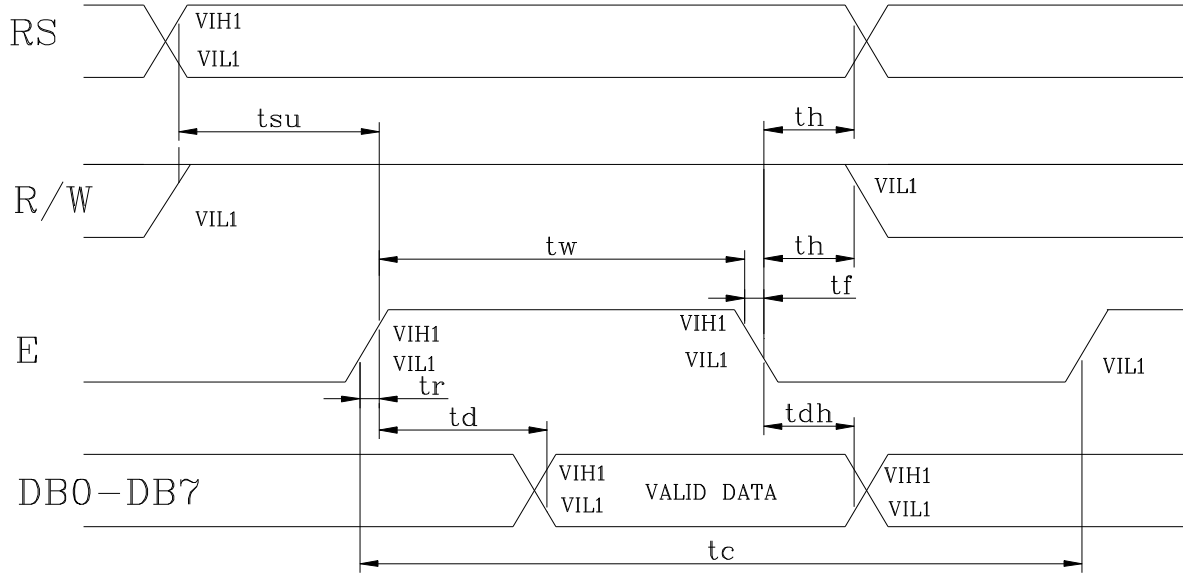 RS
VIH1
VIL1
tsu
th
R/W
VIL1
VIL1
tw
th
tf
E
VIH1
VIL1
VIH1
VIL1
VIL1
tr
td
tdh
DB0-DB7
VIH1
VIL1
VALID DATA
VIH1
VIL1
tc